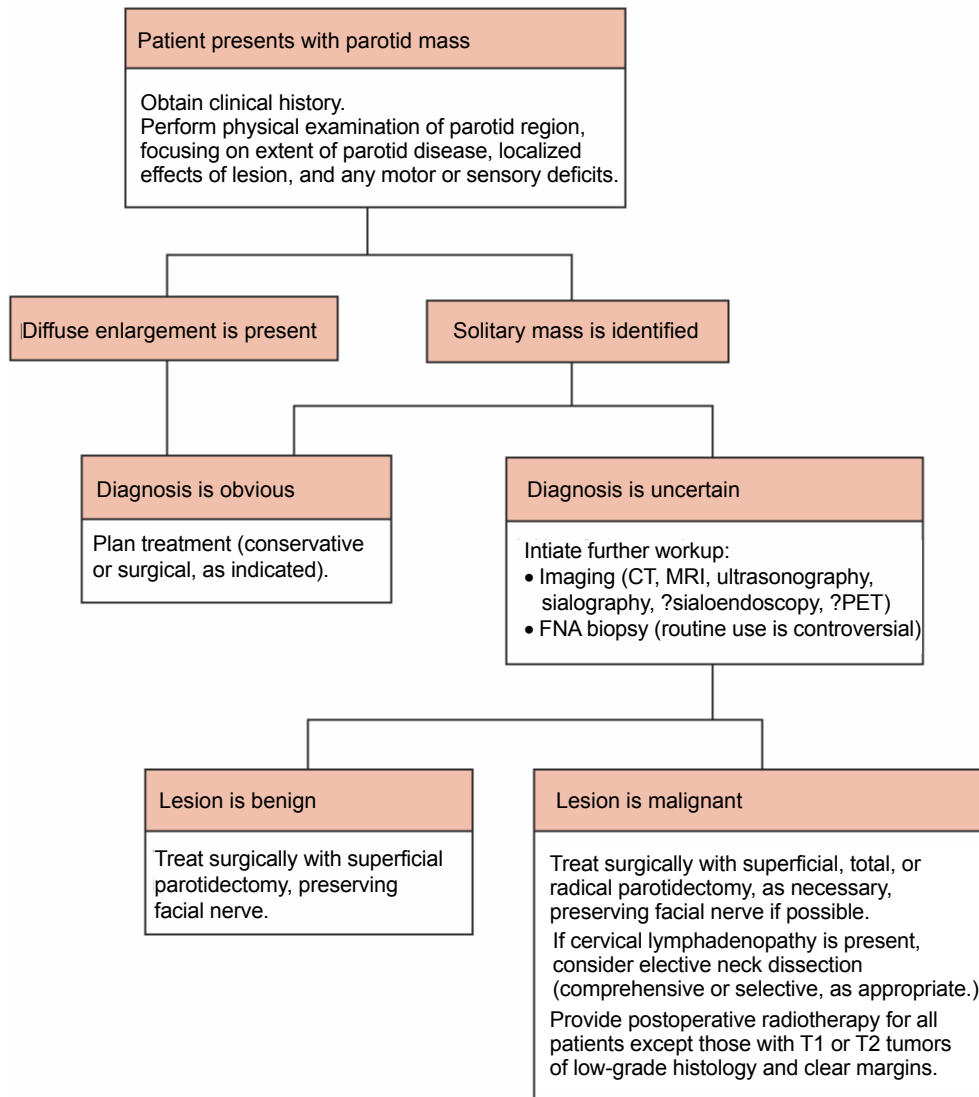 Patient presents with parotid mass
Obtain clinical history.
Perform physical examination of parotid region,
focusing on extent of parotid disease, localized
effects of lesion, and any motor or sensory deficits.
Diffuse enlargement is present
Solitary mass is identified
Diagnosis is obvious
Plan treatment (conservative
or surgical, as indicated).
Diagnosis is uncertain
Intiate further workup:
• Imaging (CT, MRI, ultrasonography,
sialography, ?sialoendoscopy, ?PET)
• FNA biopsy (routine use is controversial)
Lesion is benign
Treat surgically with superficial
parotidectomy, preserving
facial nerve.
Lesion is malignant
Treat surgically with superficial, total, or
radical parotidectomy, as necessary,
preserving facial nerve if possible.
If cervical lymphadenopathy is present,
consider elective neck dissection
(comprehensive or selective, as appropriate.)
Provide postoperative radiotherapy for all
patients except those with T1 or T2 tumors
of low-grade histology and clear margins.